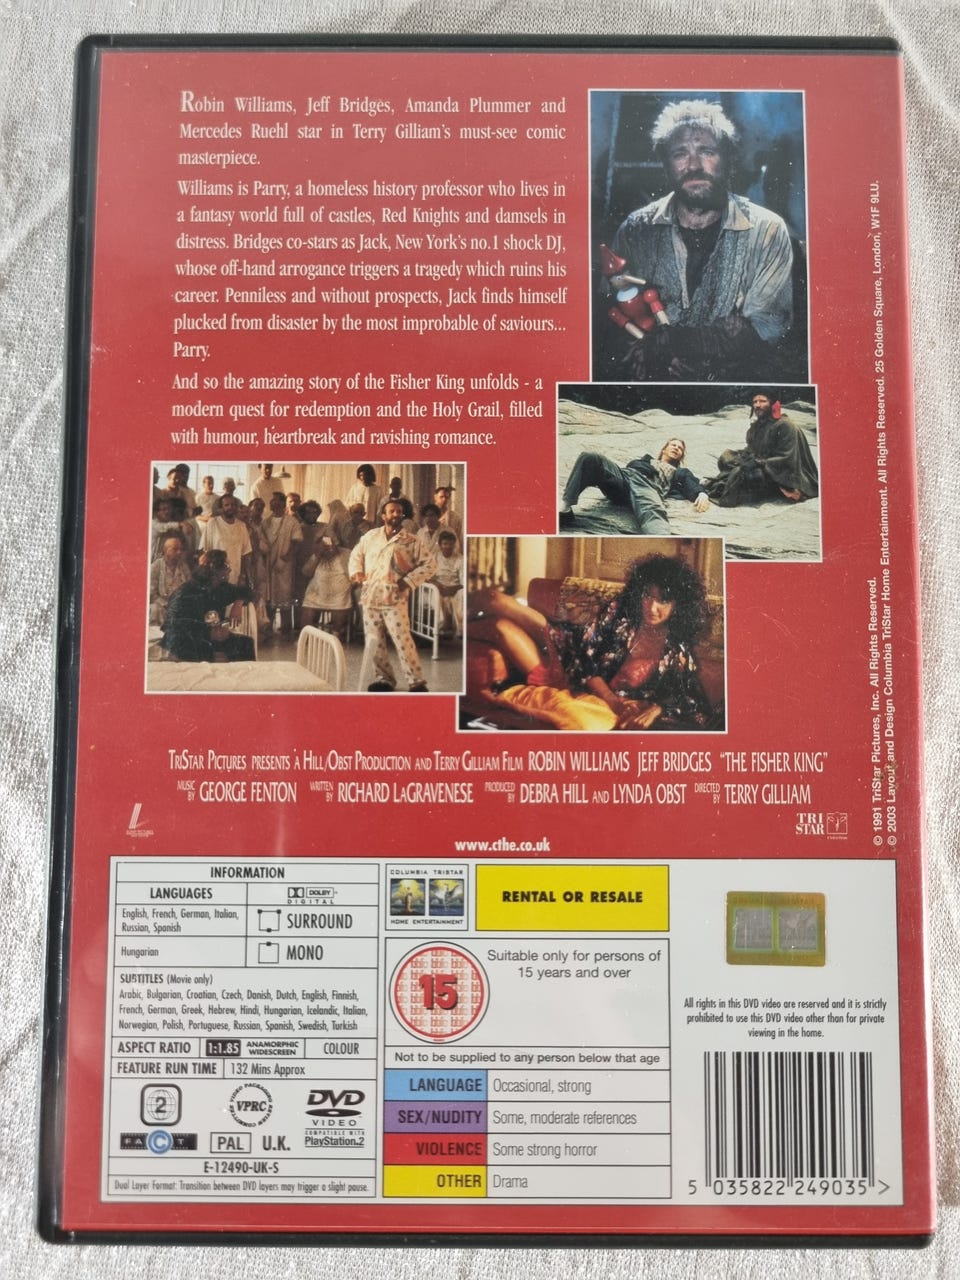 Robin Williams, Jeff Bridges, Amanda Plummer and
Mercedes Ruehl star in Terry Gilliam's must-see comic
masterpiece.
Williams is Parry, a homeless history professor who lives in
a fantasy world full of castles, Red Knights and damsels in
distress. Bridges co-stars as Jack, New York's no.1 shock DJ,
whose off-hand arrogance triggers a tragedy which ruins his
career. Penniless and without prospects, Jack finds himself
plucked from disaster by the most improbable of saviours...
Parry.
And so the amazing story of the Fisher King unfolds - a
modern quest for redemption and the Holy Grail, filled
with humour, heartbreak and ravishing romance.
TRISTAR PICTURES PRESENTS A HILL/OBST PRODUCTION AND TERRY GILLIAM FILM ROBIN WILLIAMS JEFF BRIDGES "THE FISHER KING"
MUSIC BY GEORGE FENTON WRITTEN BY RICHARD LAGRAVENESE PRODUCED BY DEBRA HILL AND LYNDA OBST DIRECTED BY TERRY GILLIAM
TRI
STAR
www.cthe.co.uk
© 1991 TriStar Pictures, Inc. All Rights Reserved.
© 2003 Layout and Design Columbia TriStar Home Entertainment. All Rights Reserved. 25 Golden Square, London, W1F 9LU.
INFORMATION
LANGUAGES
DOLBY
DIGITAL
English, French, German, Italian,
Russian, Spanish
SURROUND
Hungarian
MONO
SUBTITLES (Movie only)
Arabic, Bulgarian, Croatian, Czech, Danish, Dutch, English, Finnish,
French, German, Greek, Hebrew, Hindi, Hungarian, Icelandic, Italian,
Norwegian, Polish, Portuguese, Russian, Spanish, Swedish, Turkish
ASPECT RATIO 1:1.85 ANAMORPHIC WIDESCREEN COLOUR
FEATURE RUN TIME 132 Mins Approx
2
VPRC
DVD
VIDEO
COMPATIBLE WITH
PlayStation.2
FACT
PAL
U.K.
E-12490-UK-S
Dual Layer Format: Transition between DVD layers may trigger a slight pause.
COLUMBIA TRISTAR
HOME ENTERTAINMENT
RENTAL OR RESALE
15
Suitable only for persons of
15 years and over
Not to be supplied to any person below that age
LANGUAGE Occasional, strong
SEX/NUDITY Some, moderate references
VIOLENCE Some strong horror
OTHER Drama
All rights in this DVD video are reserved and it is strictly
prohibited to use this DVD video other than for private
viewing in the home.
5 035822 249035 >